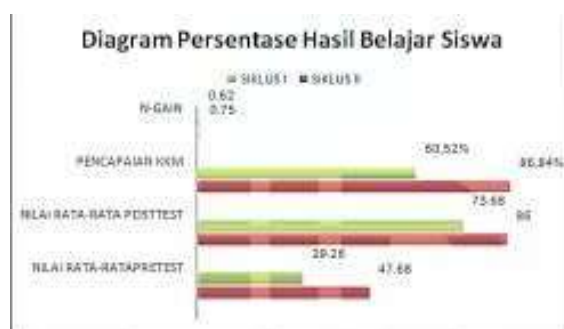 Diagram Persentase Hasil Belajar Siswa
SIKLUS I SIKLUS II
N-GAIN
0.62
0.75
PENCAPAIAN KKM
60,52%
86,84%
NILAI RATA-RATA POSTTEST
73.68
86
NILAI RATA-RATAPRETEST
29.26
47.68